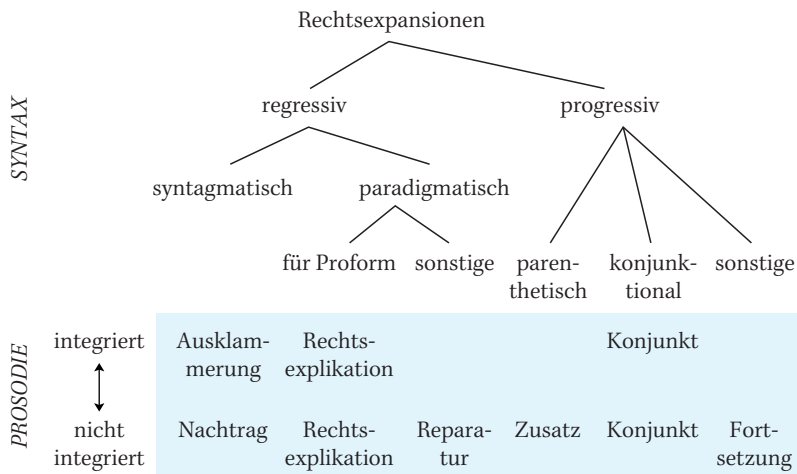 Rechtsexpansionen
SYNTAX
regressiv progressiv
syntagmatisch paradigmatisch
für Proform sonstige paren- konjunk- sonstige
thetisch tional
PROSODIE
integriert Ausklam- Rechts- Konjunkt
merung explikation
nicht Nachtrag Rechts- Repara- Zusatz Konjunkt Fort-
integriert explikation tur setzung